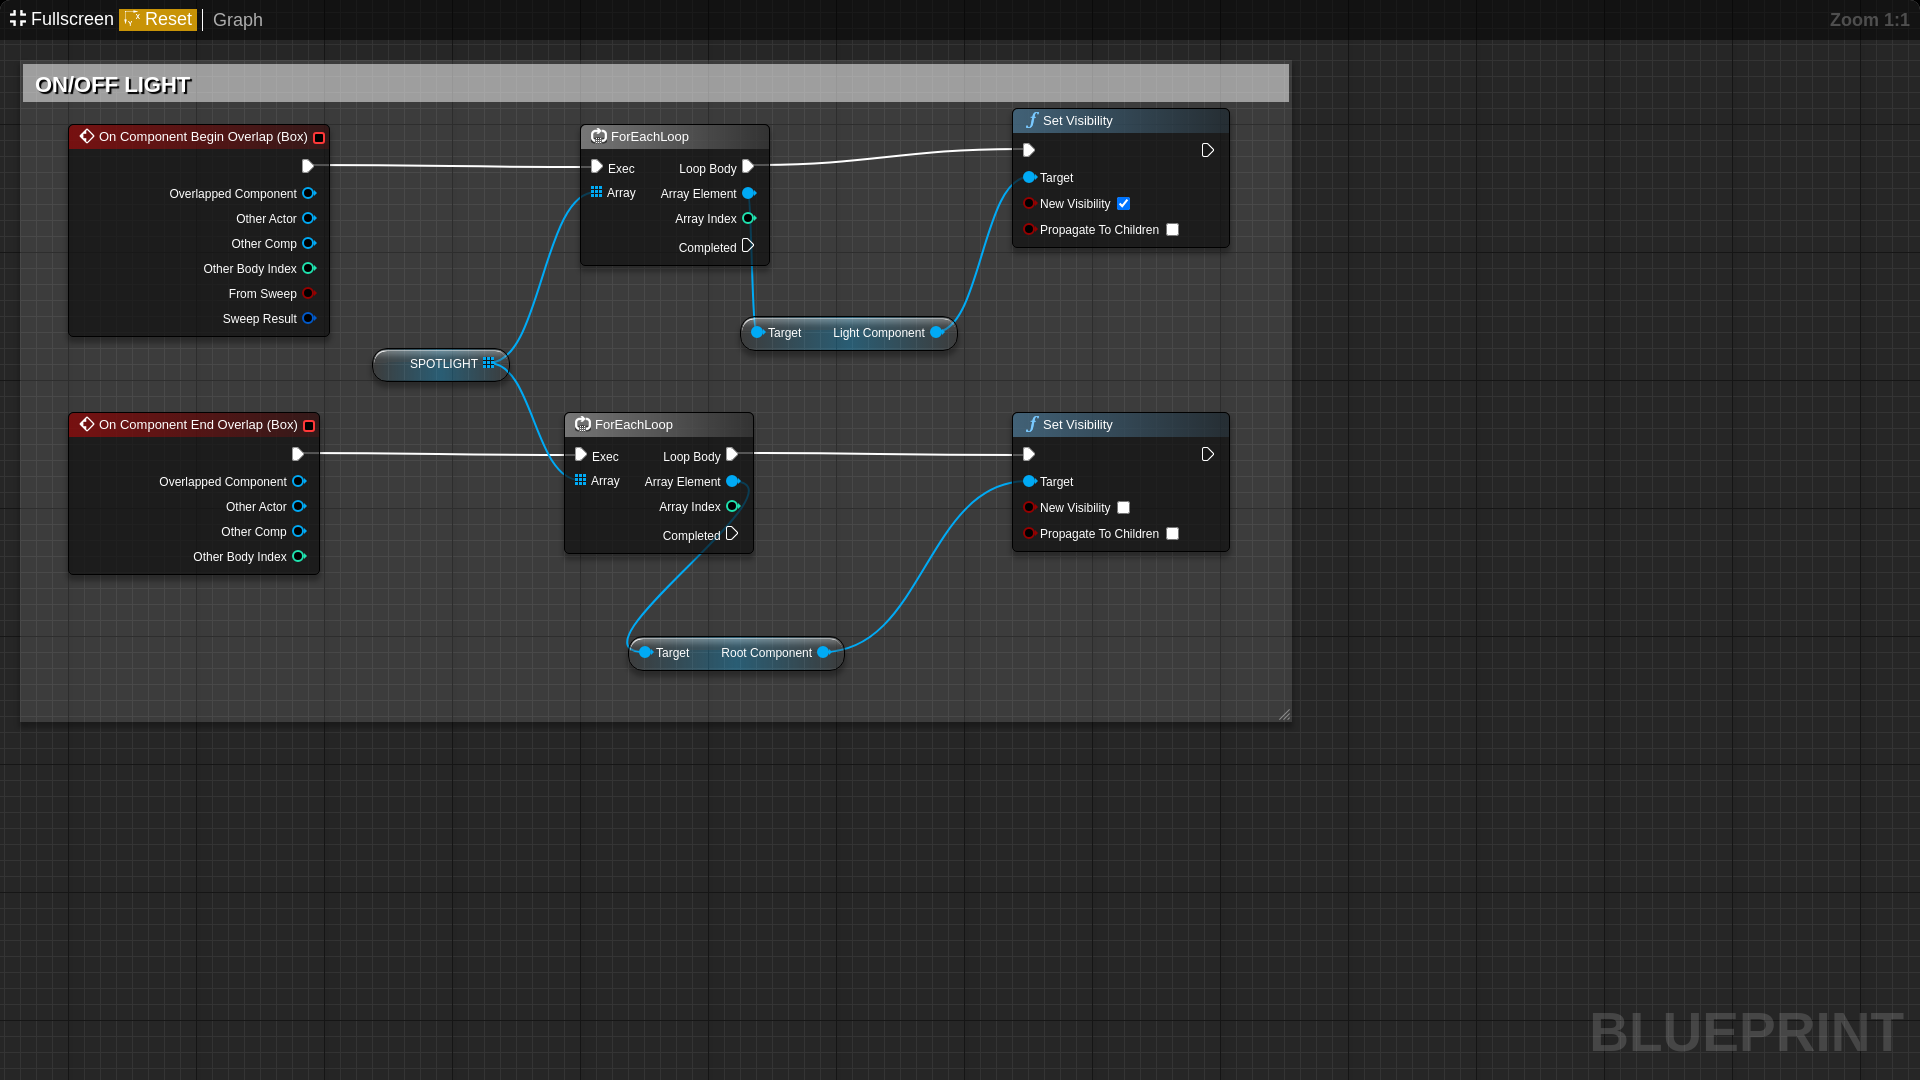 Fullscreen Reset Graph Zoom 1:1
ON/OFF LIGHT
On Component Begin Overlap (Box)
Overlapped Component
Other Actor
Other Comp
Other Body Index
From Sweep
Sweep Result
ForEachLoop
Exec Loop Body
Array Array Element
Array Index
Completed
Set Visibility
Target
New Visibility
Propagate To Children
Target Light Component
SPOTLIGHT
On Component End Overlap (Box)
Overlapped Component
Other Actor
Other Comp
Other Body Index
ForEachLoop
Exec Loop Body
Array Array Element
Array Index
Completed
Set Visibility
Target
New Visibility
Propagate To Children
Target Root Component
BLUEPRINT